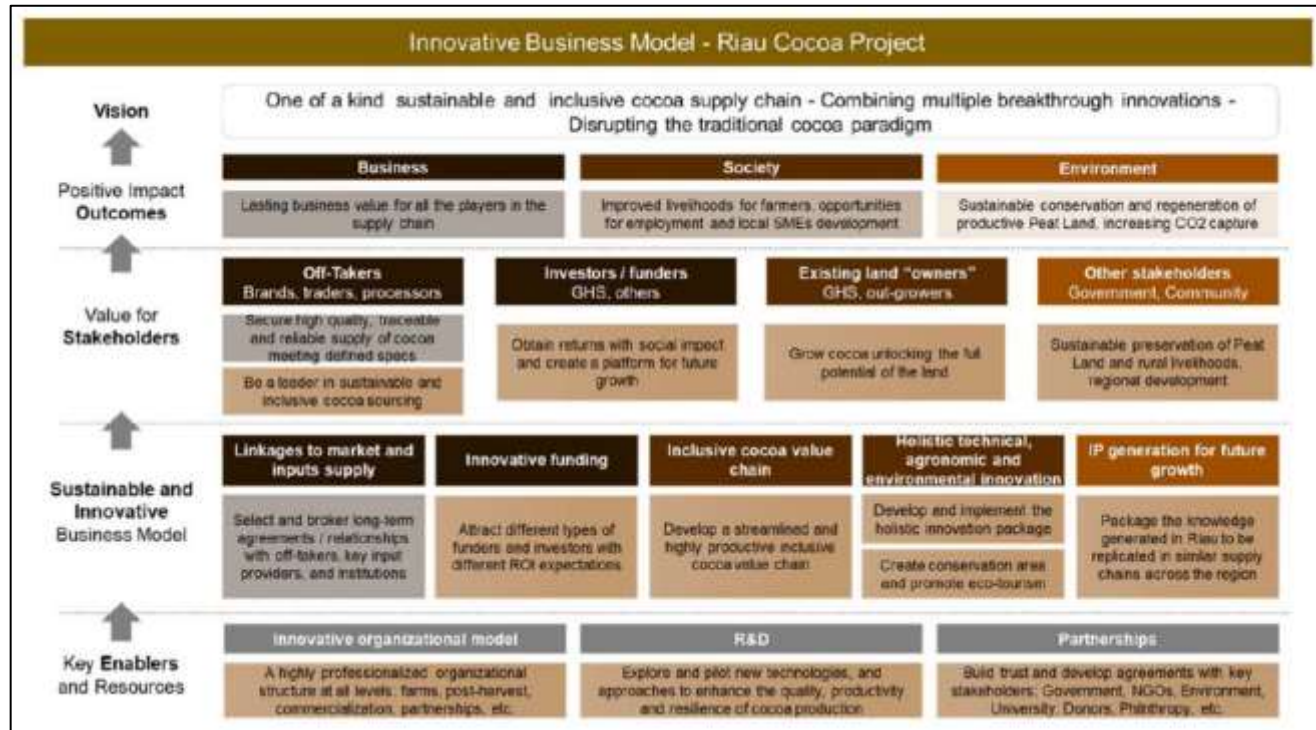 Innovative Business Model - Riau Cocoa Project
Vision
One of a kind sustainable and inclusive cocoa supply chain - Combining multiple breakthrough innovations -
Disrupting the traditional cocoa paradigm
Positive Impact
Outcomes
Business
Lasting business value for all the players in the
supply chain
Society
Improved livelihoods for farmers, opportunities
for employment and local SMEs development
Environment
Sustainable conservation and regeneration of
productive Peat Land, increasing CO2 capture
Value for
Stakeholders
Off-Takers
Brands, traders, processors
Secure high quality, traceable
and reliable supply of cocoa
meeting defined specs
Be a leader in sustainable and
inclusive cocoa sourcing
Investors / funders
GHS, others
Obtain returns with social impact
and create a platform for future
growth
Existing land "owners"
GHS, out-growers
Grow cocoa unlocking the full
potential of the land
Other stakeholders
Government, Community
Sustainable preservation of Peat
Land and rural livelihoods,
regional development
Sustainable and
Innovative
Business Model
Linkages to market and
inputs supply
Select and broker long-term
agreements / relationships
with off-takers, key input
providers, and institutions
Innovative funding
Attract different types of
funders and investors with
different ROI expectations
Inclusive cocoa value
chain
Develop a streamlined and
highly productive inclusive
cocoa value chain
Holistic technical,
agronomic and
environmental innovation
Develop and implement the
holistic innovation package
Create conservation area
and promote eco-tourism
IP generation for future
growth
Package the knowledge
generated in Riau to be
replicated in similar supply
chains across the region
Key Enablers
and Resources
Innovative organizational model
A highly professionalized organizational
structure at all levels: farms, post-harvest,
commercialization, partnerships, etc.
R&D
Explore and pilot new technologies, and
approaches to enhance the quality, productivity
and resilience of cocoa production
Partnerships
Build trust and develop agreements with key
stakeholders: Government, NGOs, Environment,
University, Donors, Philanthropy, etc.